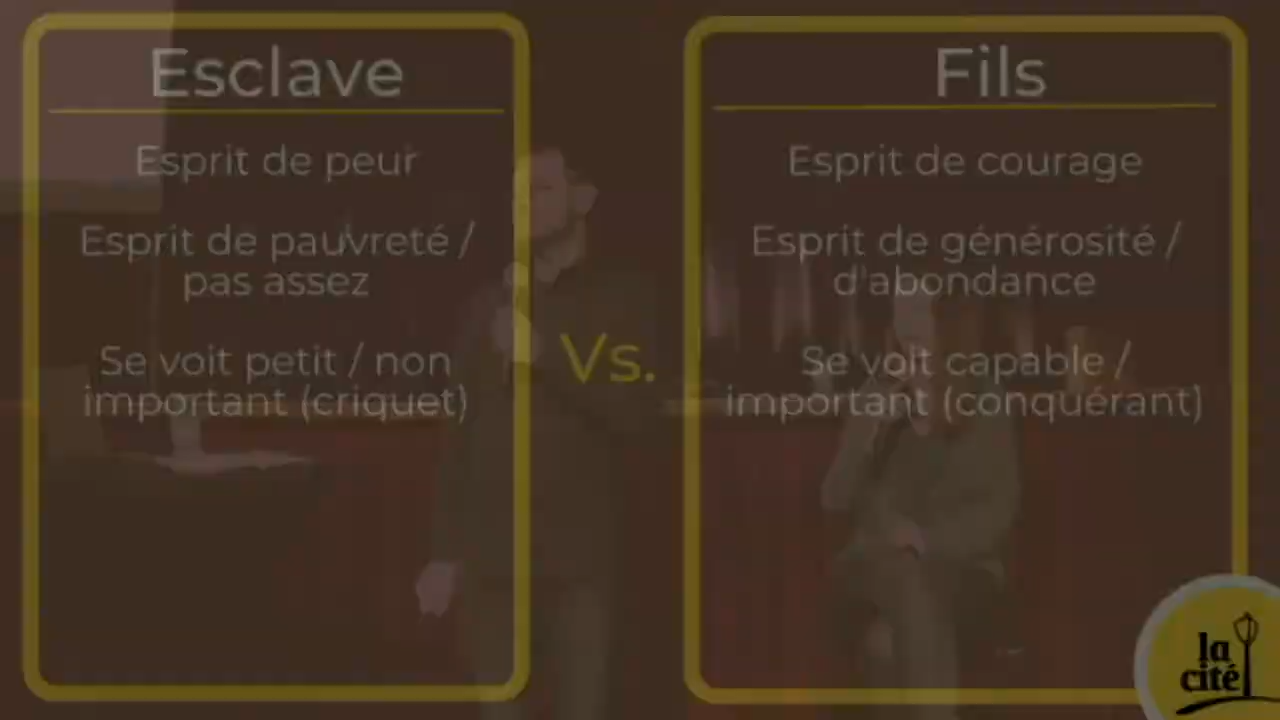 Esclave
Esprit de peur
Esprit de pauvreté /
pas assez
Se voit petit / non
important (criquet)
Vs.
Fils
Esprit de courage
Esprit de générosité /
d'abondance
Se voit capable /
important (conquérant)
la
cité